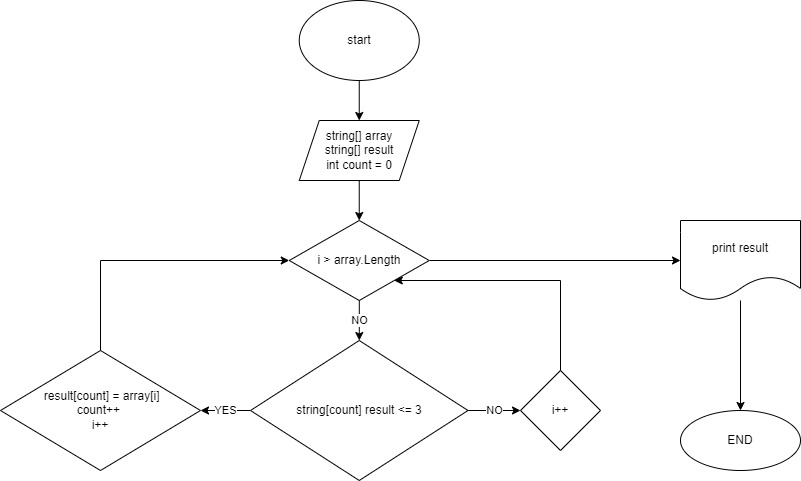 start
string[] array
string[] result
int count = 0
i > array.Length
print result
NO
result[count] = array[i]
count++
i++
YES
string[count] result <= 3
NO
i++
END